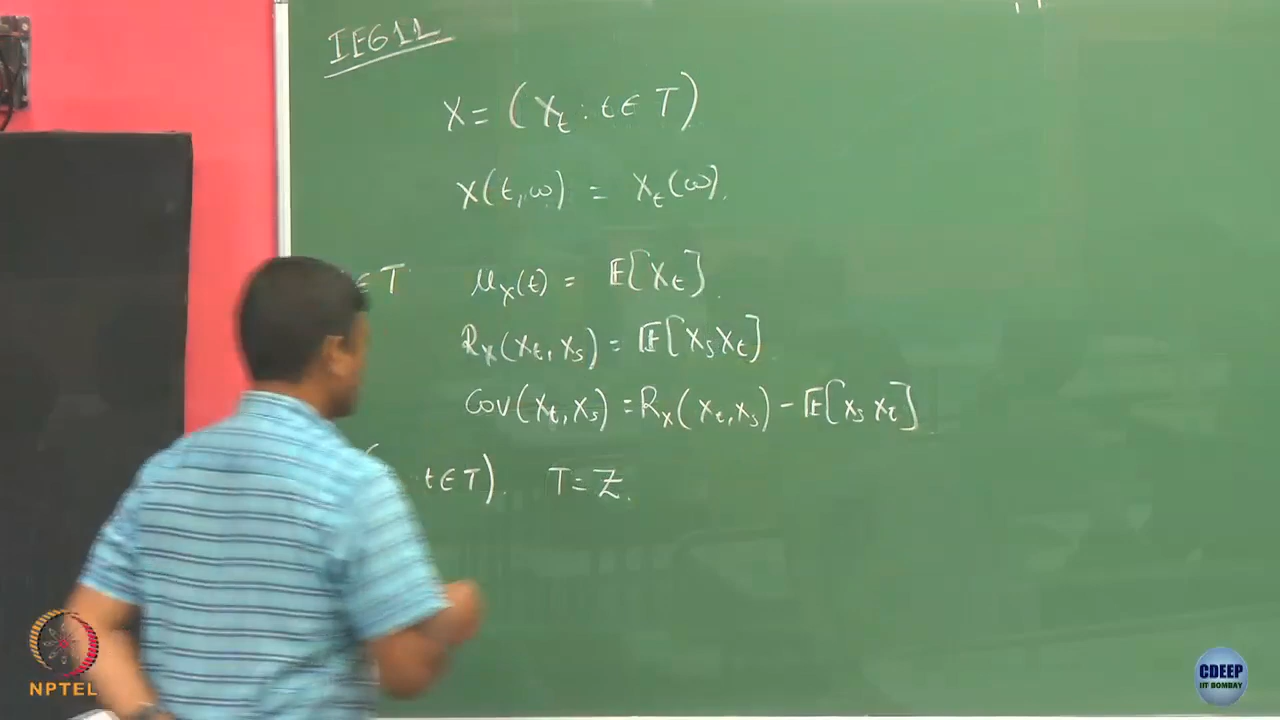 IE611
X = (X_t : t ∈ T)
X(t, ω) = X_t(ω).
∈ T μ_X(t) = E[X_t].
R_X(X_t, X_s) = E[X_s X_t].
Cov(X_t, X_s) = R_X(X_t, X_s) - E[X_s X_t]
t ∈ T). T = Z.
NPTEL
CDEEP
IIT BOMBAY